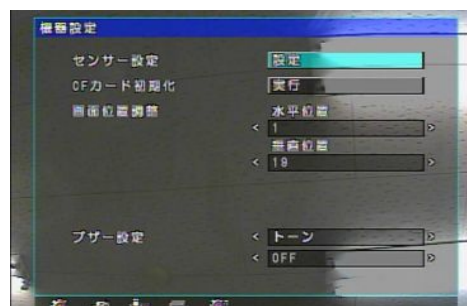 機器設定
センサー設定 設定
CFカード初期化 実行
画面位置調整 水平位置
< 1 >
垂直位置
< 19 >
ブザー設定 < トーン >
< OFF >